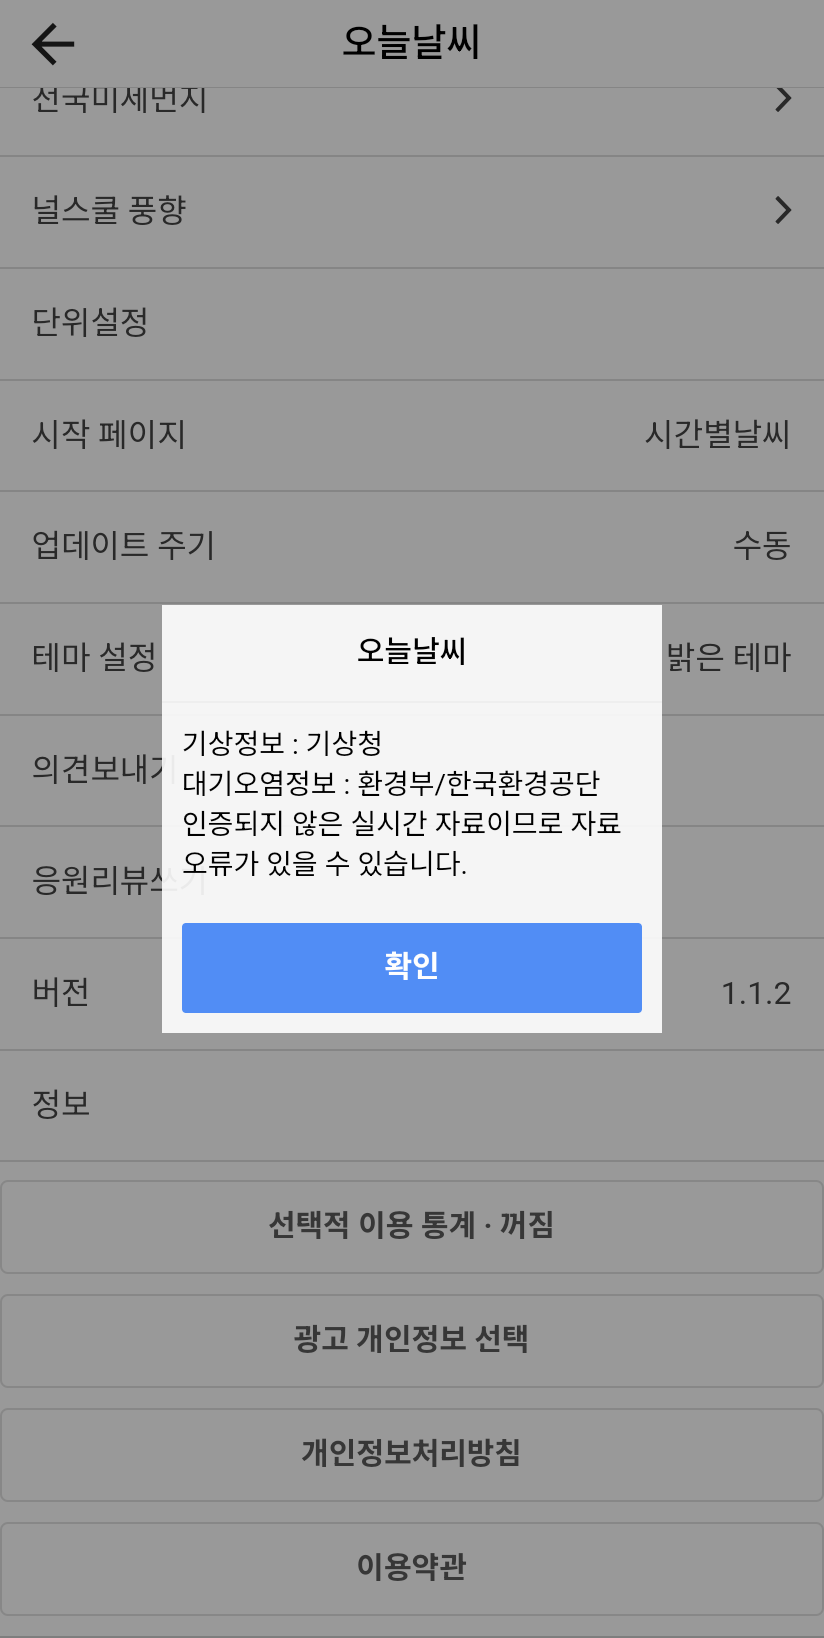 오늘날씨
전국미세먼지
널스쿨 풍향
단위설정
시작 페이지 시간별날씨
업데이트 주기 수동
테마 설정 밝은 테마
의견보내기
응원리뷰쓰기
버전 1.1.2
정보
오늘날씨
기상정보 : 기상청
대기오염정보 : 환경부/한국환경공단
인증되지 않은 실시간 자료이므로 자료
오류가 있을 수 있습니다.
확인
선택적 이용 통계 · 꺼짐
광고 개인정보 선택
개인정보처리방침
이용약관